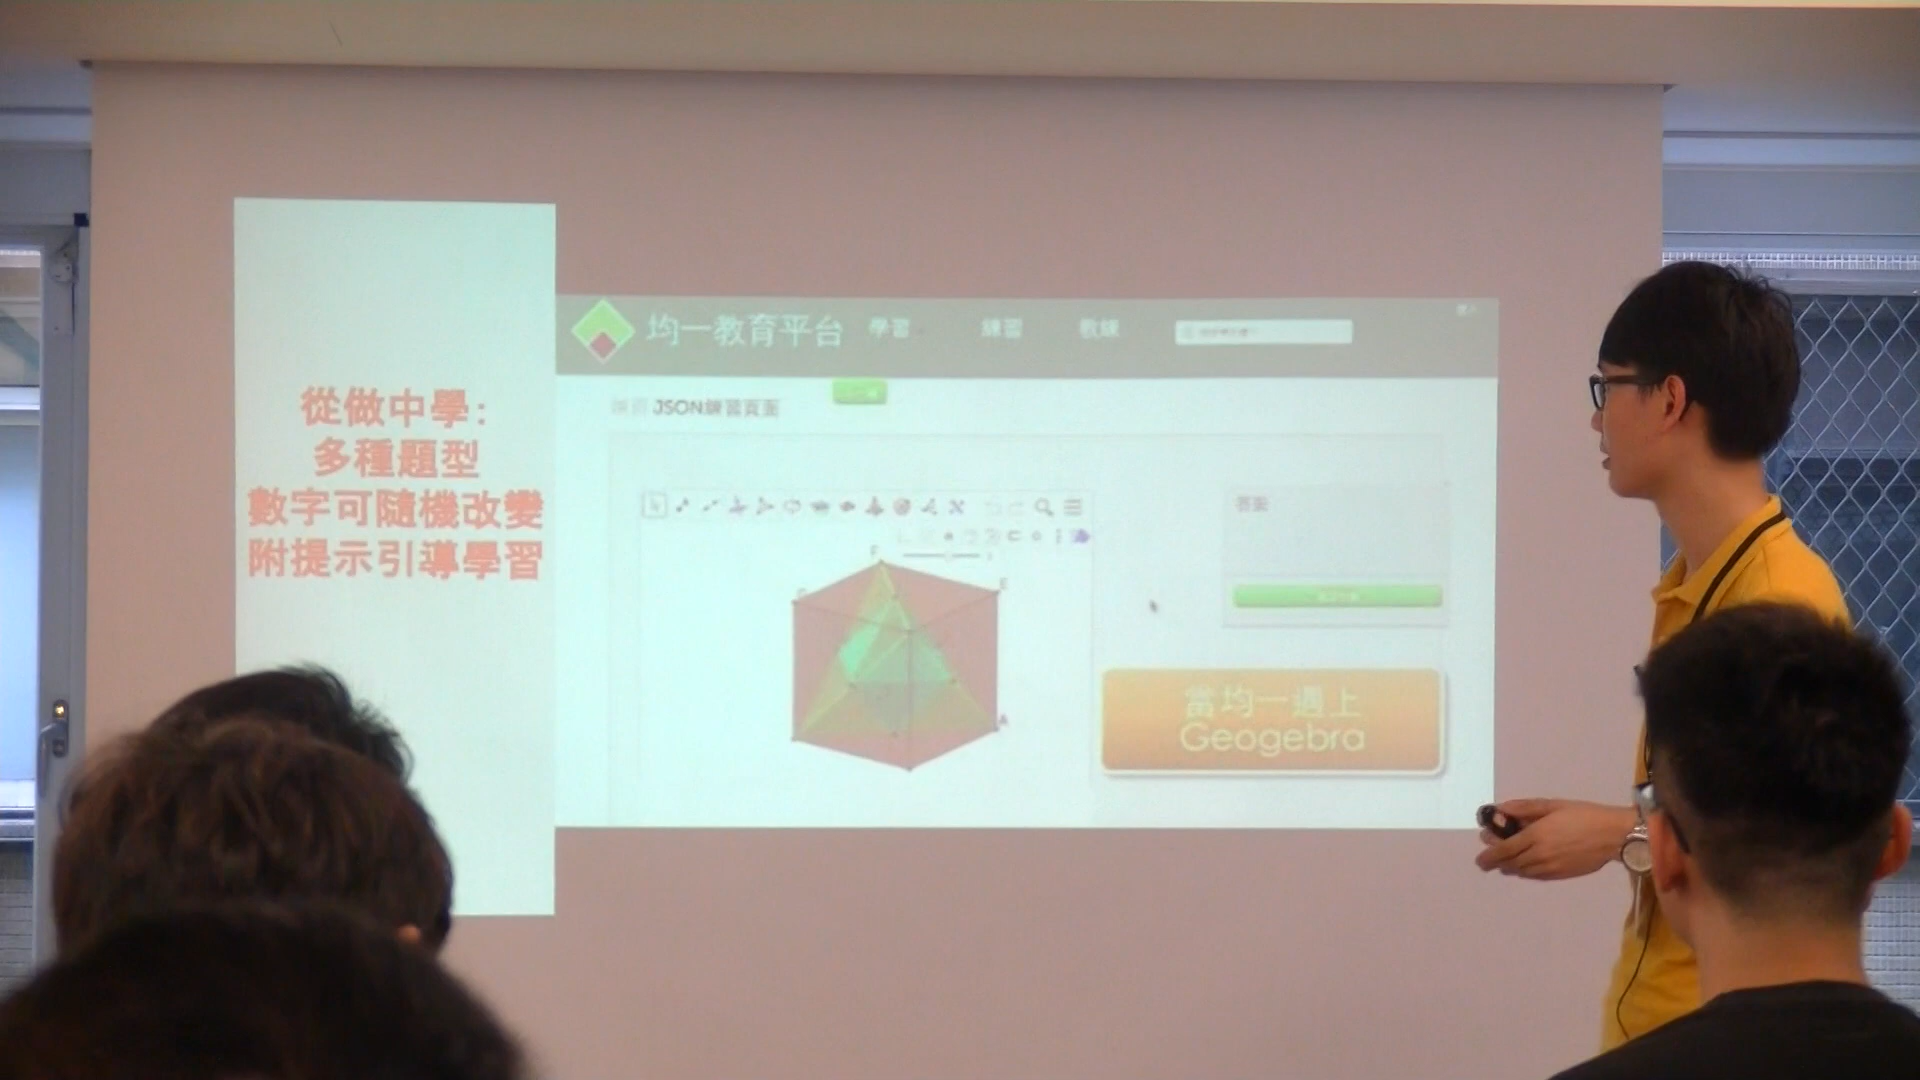 從做中學:
多種題型
數字可隨機改變
附提示引導學習
均一教育平台
學習
練習
教練
JSON練習頁面
答案
F
E
A
當均一遇上
Geogebra